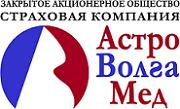 ЗАКРЫТОЕ АКЦИОНЕРНОЕ ОБЩЕСТВО
СТРАХОВАЯ КОМПАНИЯ
Астро
Волга
Мед